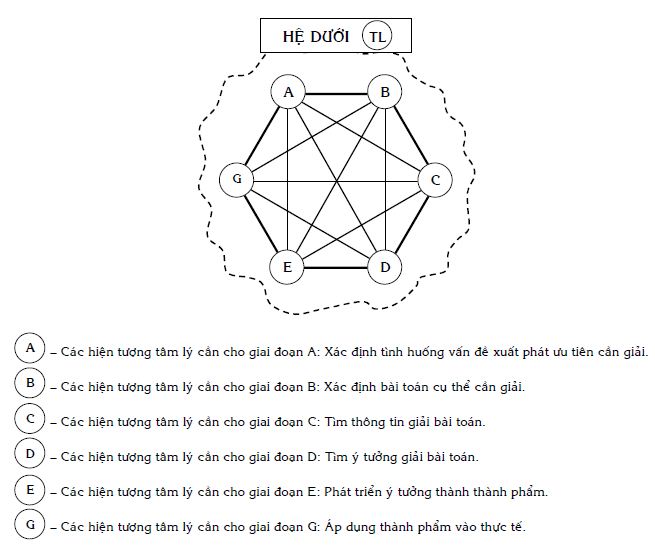 HỆ DƯỚI TL
A B
G C
E D
A – Các hiện tượng tâm lý cần cho giai đoạn A: Xác định tình huống vấn đề xuất phát ưu tiên cần giải.
B – Các hiện tượng tâm lý cần cho giai đoạn B: Xác định bài toán cụ thể cần giải.
C – Các hiện tượng tâm lý cần cho giai đoạn C: Tìm thông tin giải bài toán.
D – Các hiện tượng tâm lý cần cho giai đoạn D: Tìm ý tưởng giải bài toán.
E – Các hiện tượng tâm lý cần cho giai đoạn E: Phát triển ý tưởng thành thành phẩm.
G – Các hiện tượng tâm lý cần cho giai đoạn G: Áp dụng thành phẩm vào thực tế.